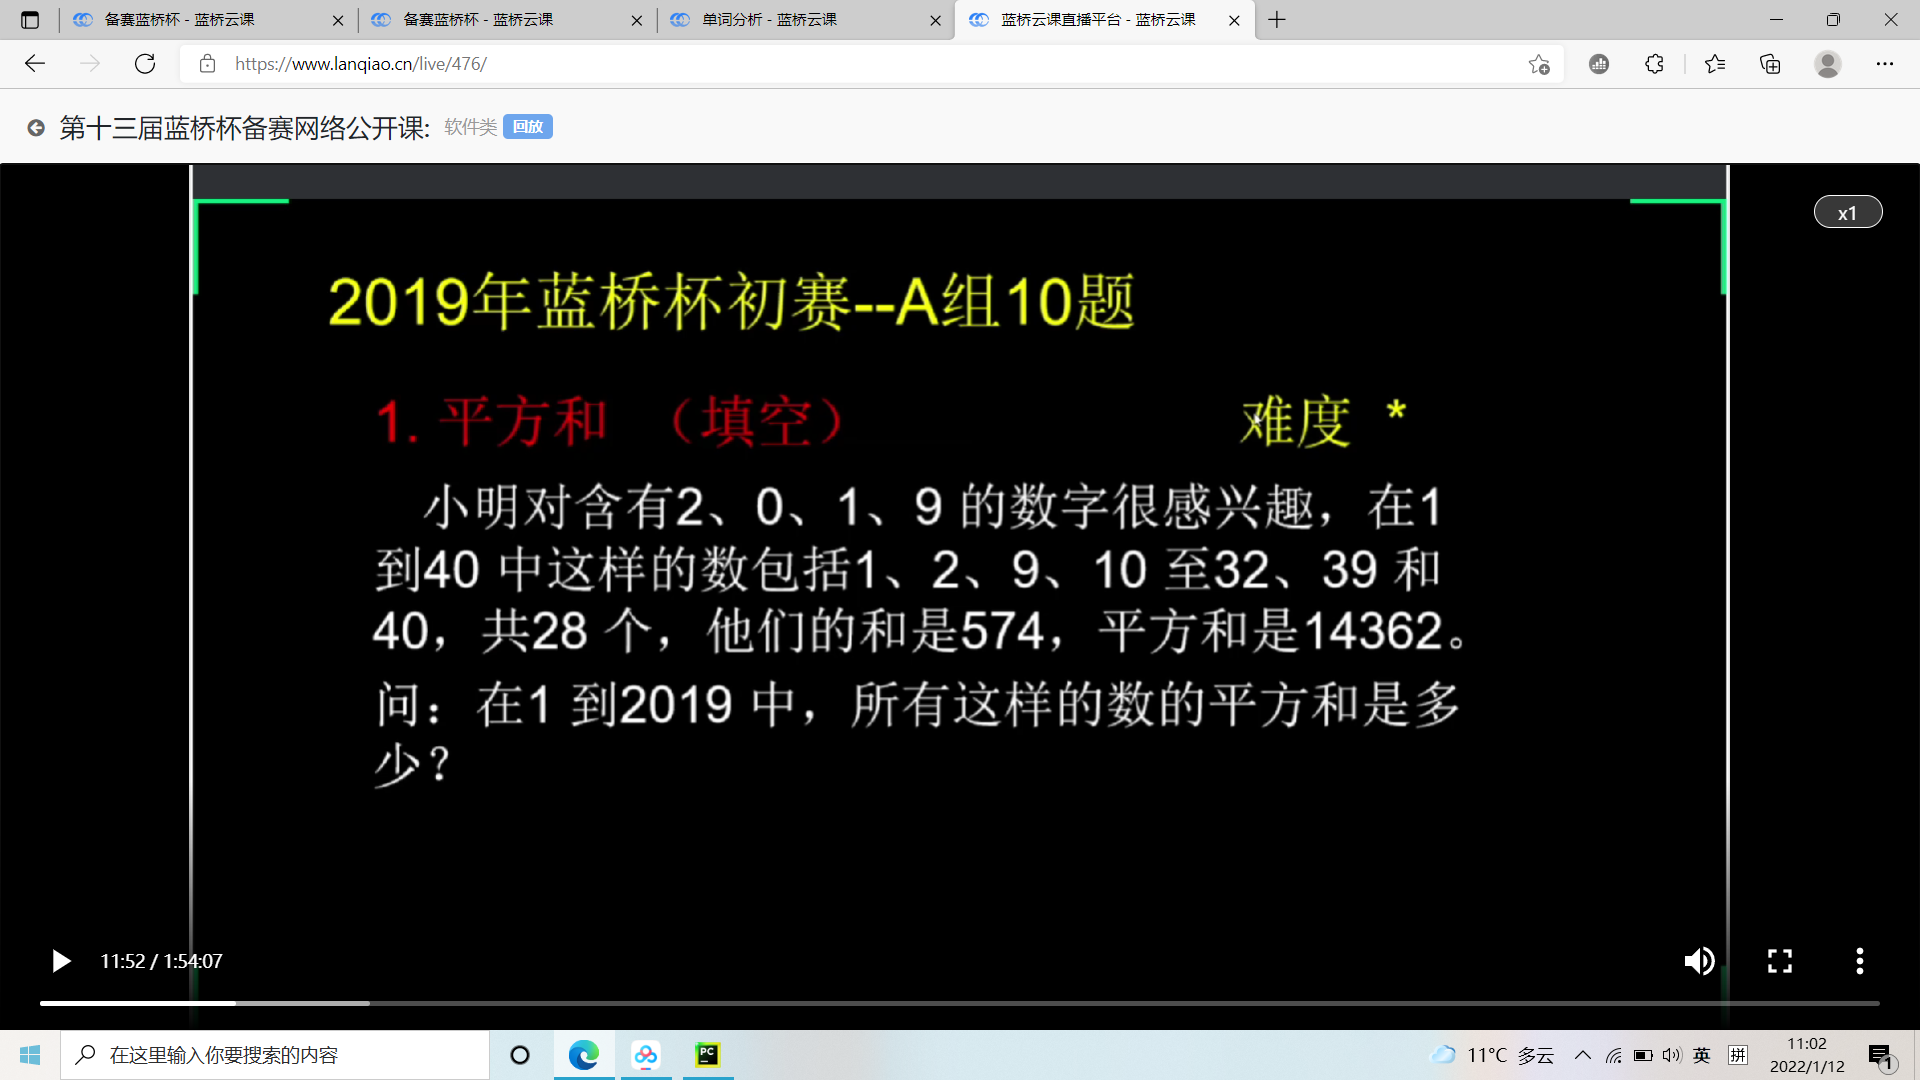 备赛蓝桥杯 - 蓝桥云课
备赛蓝桥杯 - 蓝桥云课
单词分析 - 蓝桥云课
蓝桥云课直播平台 - 蓝桥云课
https://www.lanqiao.cn/live/476/
第十三届蓝桥杯备赛网络公开课: 软件类 回放
x1
2019年蓝桥杯初赛--A组10题
1. 平方和 （填空） 难度 *
小明对含有2、0、1、9 的数字很感兴趣，在1
到40 中这样的数包括1、2、9、10 至32、39 和
40，共28 个，他们的和是574，平方和是14362。
问：在1 到2019 中，所有这样的数的平方和是多
少？
11:52 / 1:54:07
在这里输入你要搜索的内容
PC
11°C 多云
英
拼
11:02
2022/1/12
1